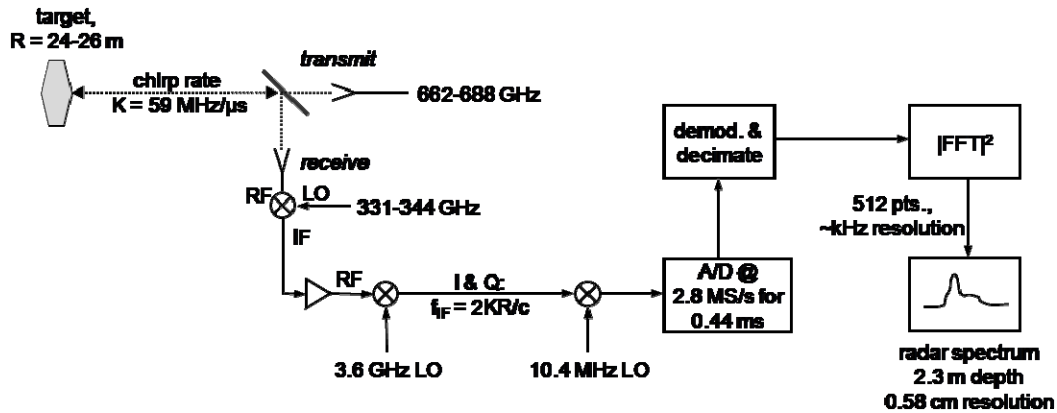 target,
R = 24-26 m
chirp rate
K = 59 MHz/µs
transmit
662-688 GHz
receive
RF
LO
331-344 GHz
IF
RF
I & Q:
f_IF = 2KR/c
3.6 GHz LO
10.4 MHz LO
A/D @
2.8 MS/s for
0.44 ms
demod. &
decimate
|FFT|²
512 pts.,
~kHz resolution
radar spectrum
2.3 m depth
0.58 cm resolution